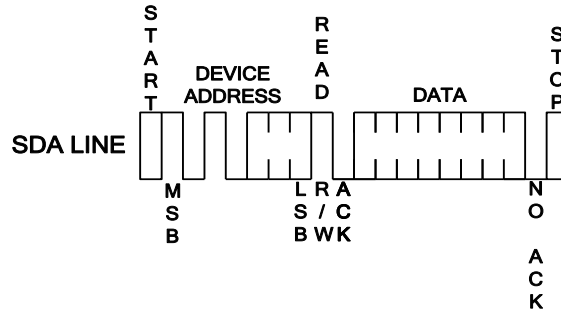 START
READ
STOP
DEVICE
ADDRESS
DATA
SDA LINE
MSB
LSB
R/W
ACK
NO ACK